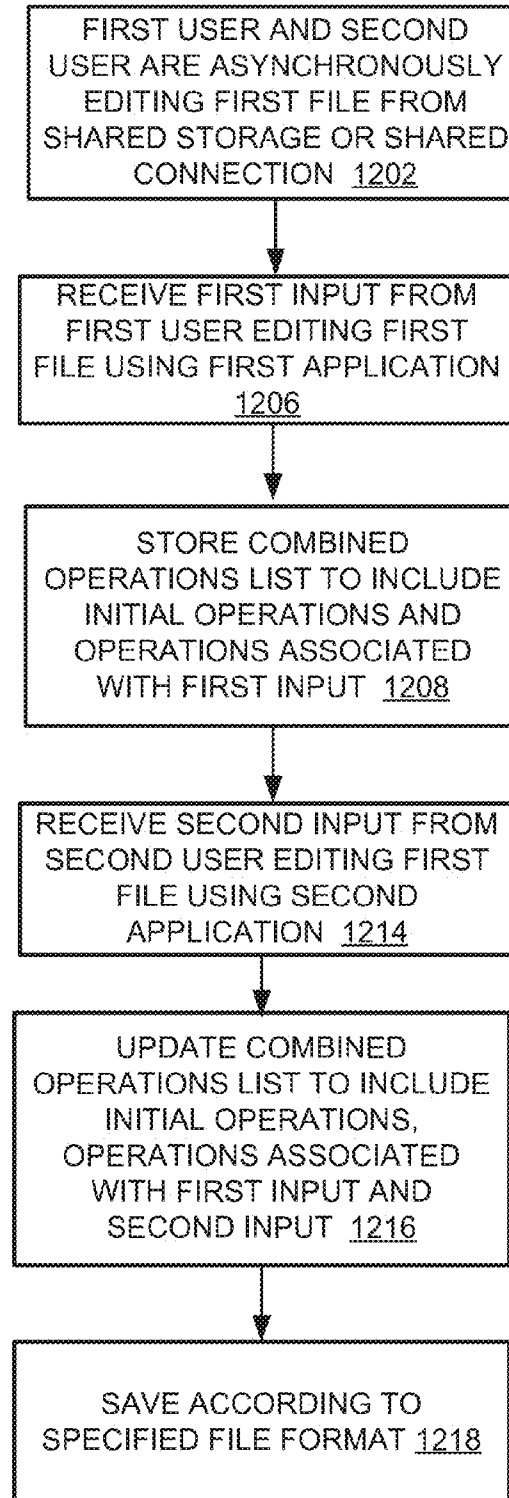 FIRST USER AND SECOND
USER ARE ASYNCHRONOUSLY
EDITING FIRST FILE FROM
SHARED STORAGE OR SHARED
CONNECTION 1202
RECEIVE FIRST INPUT FROM
FIRST USER EDITING FIRST
FILE USING FIRST APPLICATION
1206
STORE COMBINED
OPERATIONS LIST TO INCLUDE
INITIAL OPERATIONS AND
OPERATIONS ASSOCIATED
WITH FIRST INPUT 1208
RECEIVE SECOND INPUT FROM
SECOND USER EDITING FIRST
FILE USING SECOND
APPLICATION 1214
UPDATE COMBINED
OPERATIONS LIST TO INCLUDE
INITIAL OPERATIONS,
OPERATIONS ASSOCIATED
WITH FIRST INPUT AND
SECOND INPUT 1216
SAVE ACCORDING TO
SPECIFIED FILE FORMAT 1218